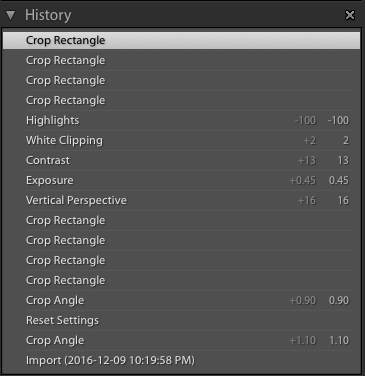 History
Crop Rectangle
Crop Rectangle
Crop Rectangle
Crop Rectangle
Highlights -100 -100
White Clipping +2 2
Contrast +13 13
Exposure +0.45 0.45
Vertical Perspective +16 16
Crop Rectangle
Crop Rectangle
Crop Rectangle
Crop Rectangle
Crop Angle +0.90 0.90
Reset Settings
Crop Angle +1.10 1.10
Import (2016-12-09 10:19:58 PM)